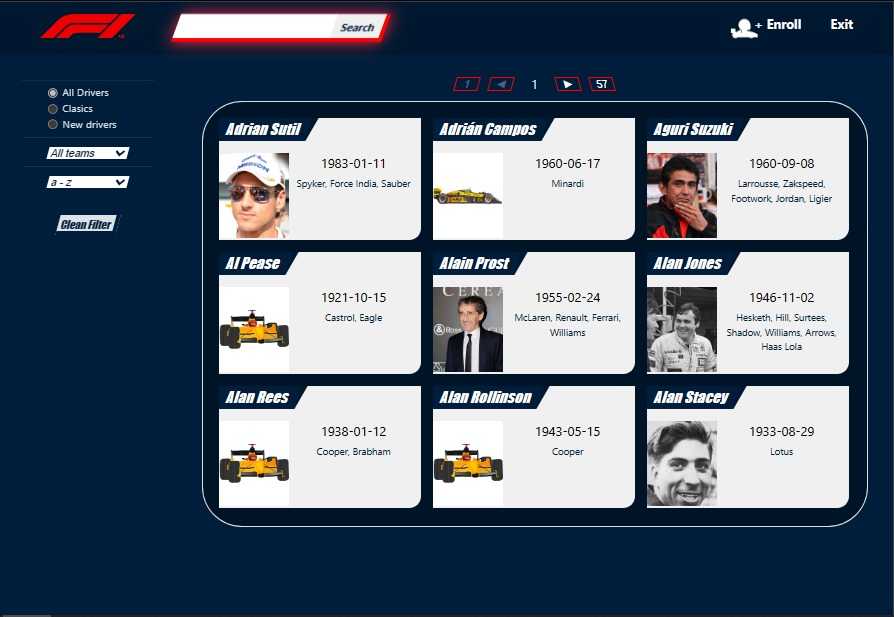 F1
Search
+ Enroll
Exit
All Drivers
Clasics
New drivers
All teams
a - z
Clean Filter
1 ◄ 1 ► 57
Adrian Sutil
1983-01-11
Spyker, Force India, Sauber
Adrián Campos
1960-06-17
Minardi
Aguri Suzuki
1960-09-08
Larrousse, Zakspeed,
Footwork, Jordan, Ligier
Al Pease
1921-10-15
Castrol, Eagle
Alain Prost
1955-02-24
McLaren, Renault, Ferrari,
Williams
CEREA
Alan Jones
1946-11-02
Hesketh, Hill, Surtees,
Shadow, Williams, Arrows,
Haas Lola
Alan Rees
1938-01-12
Cooper, Brabham
Alan Rollinson
1943-05-15
Cooper
Alan Stacey
1933-08-29
Lotus